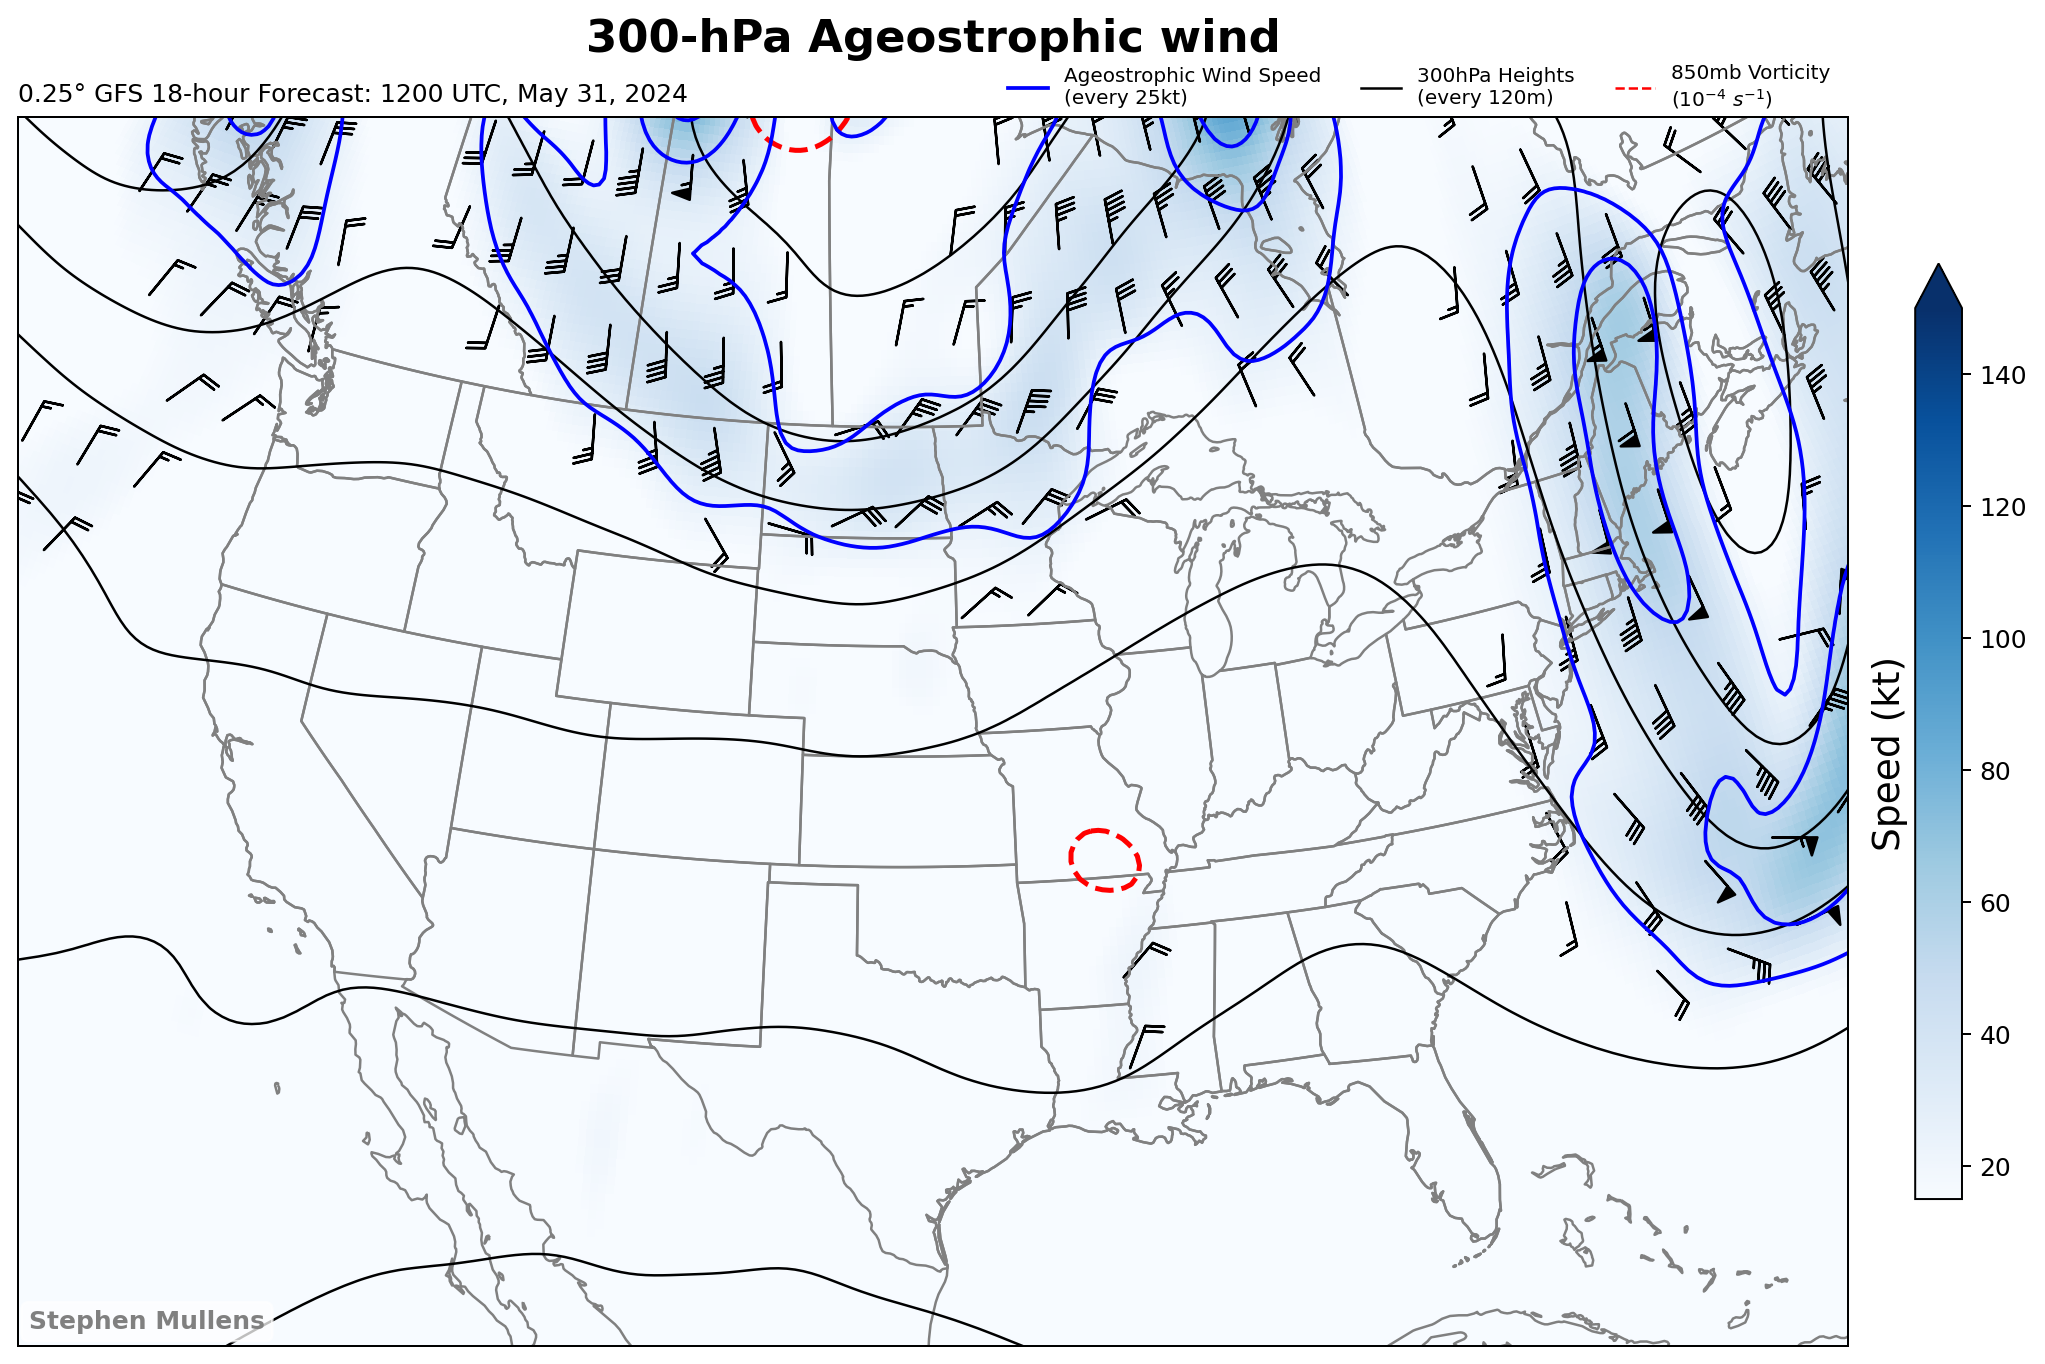 300-hPa Ageostrophic wind
0.25° GFS 18-hour Forecast: 1200 UTC, May 31, 2024
Ageostrophic Wind Speed
(every 25kt)
300hPa Heights
(every 120m)
850mb Vorticity
(10⁻⁴ s⁻¹)
140
120
100
80
60
40
20
Speed (kt)
Stephen Mullens